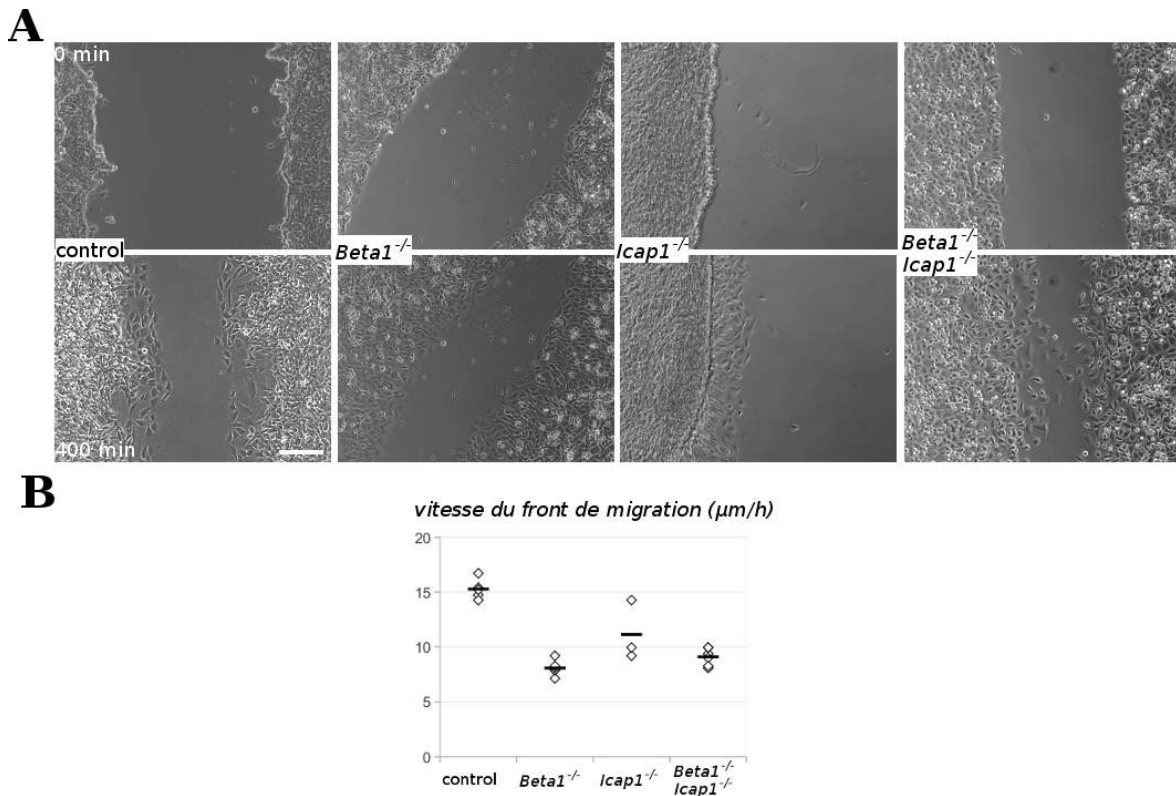 A
0 min
control
Beta1-/-
Icap1-/-
Beta1-/-
Icap1-/-
400 min
B
vitesse du front de migration (µm/h)
20
15
10
5
0
control
Beta1-/-
Icap1-/-
Beta1-/-
Icap1-/-